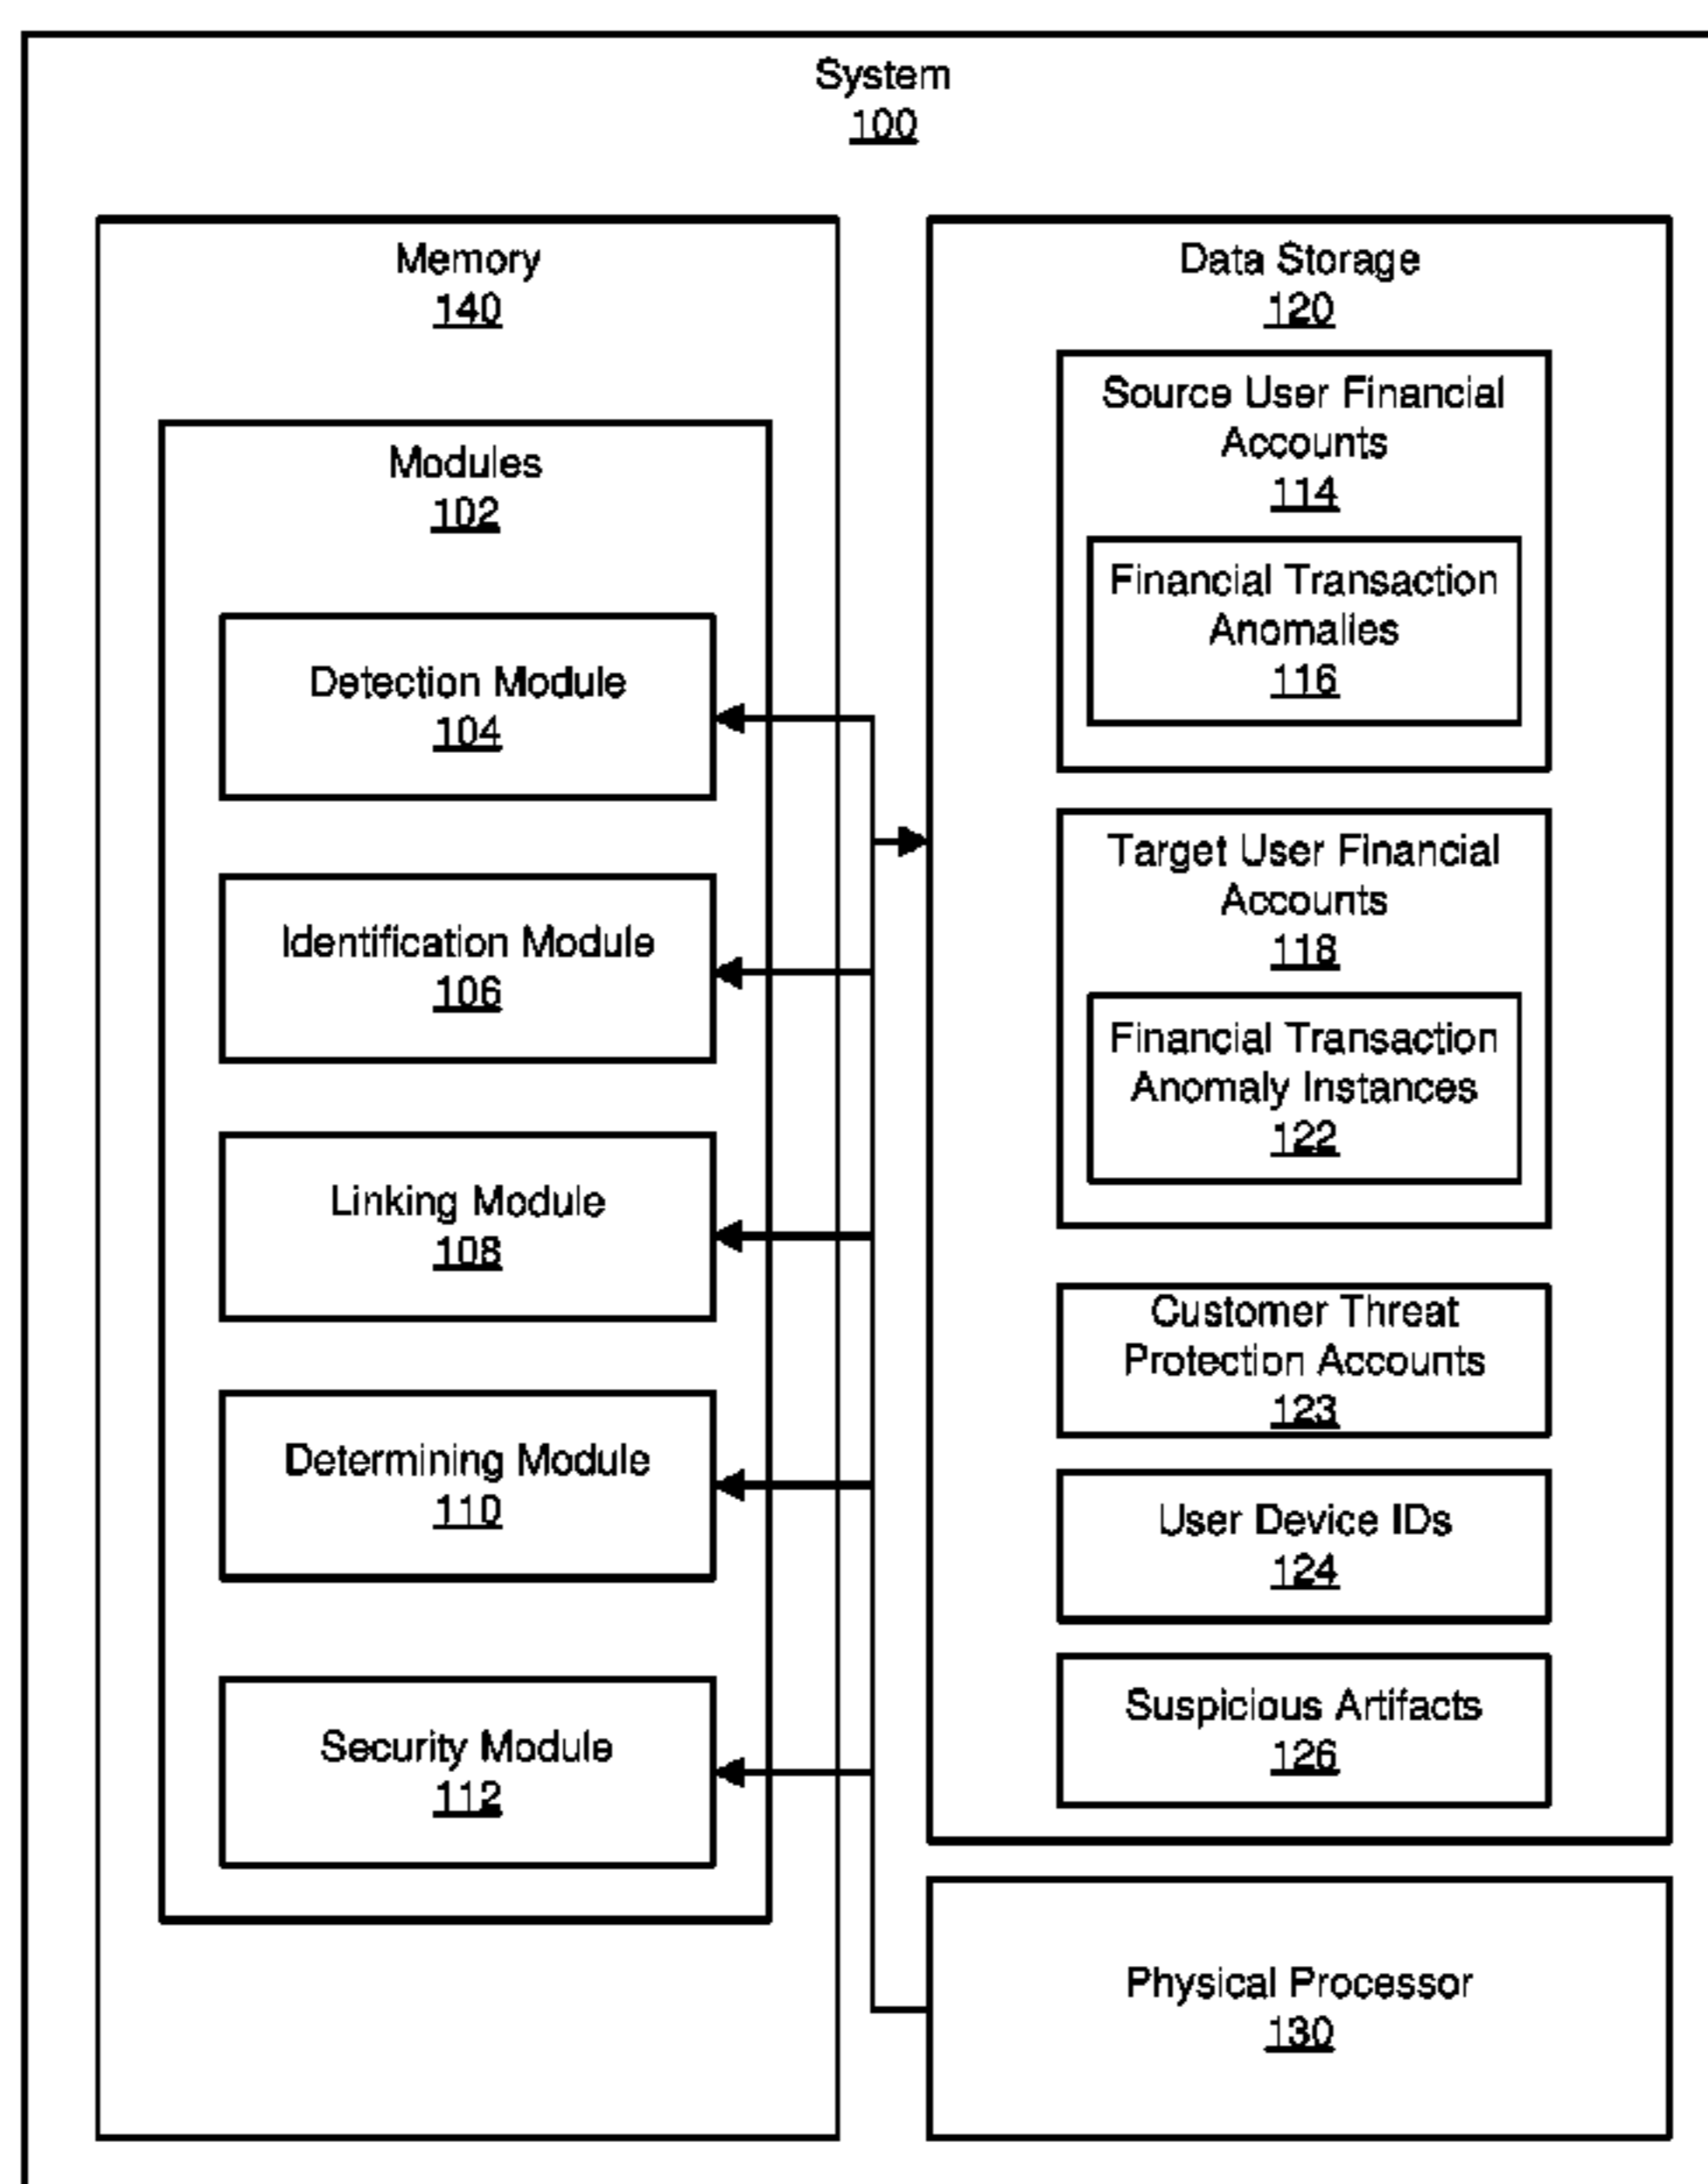 System
100
Memory
140
Modules
102
Detection Module
104
Identification Module
106
Linking Module
108
Determining Module
110
Security Module
112
Data Storage
120
Source User Financial
Accounts
114
Financial Transaction
Anomalies
116
Target User Financial
Accounts
118
Financial Transaction
Anomaly Instances
122
Customer Threat
Protection Accounts
123
User Device IDs
124
Suspicious Artifacts
126
Physical Processor
130